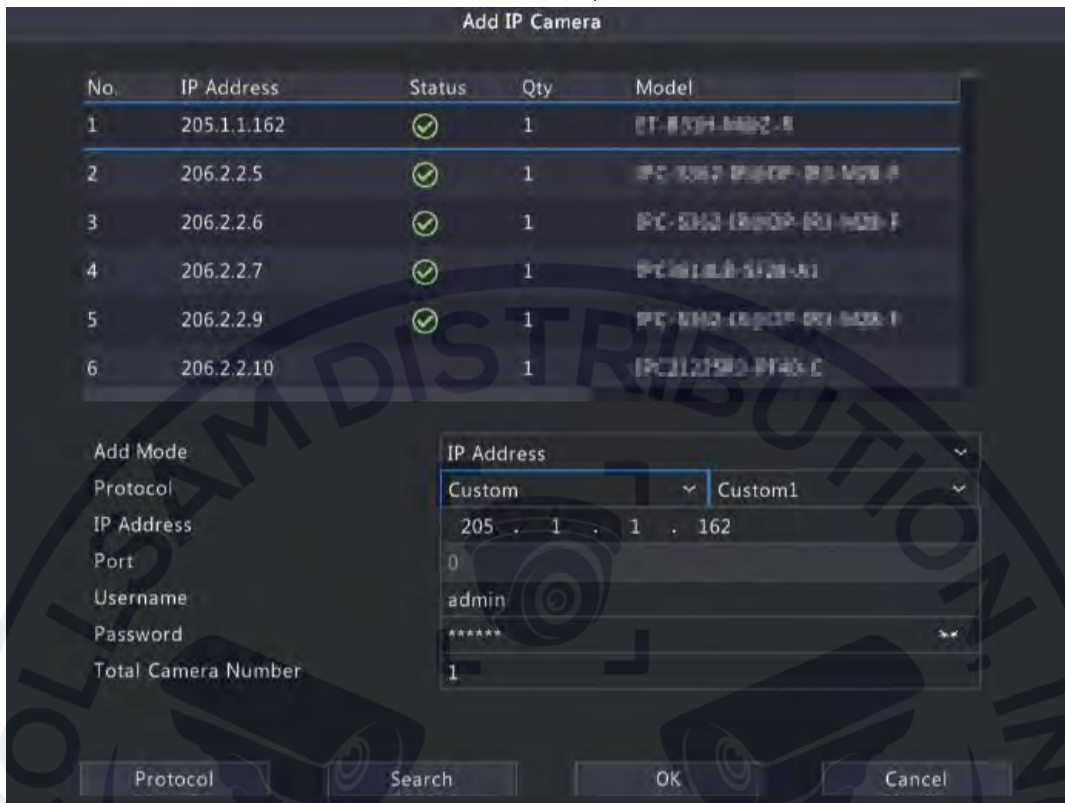 Add IP Camera
No. IP Address Status Qty Model
1 205.1.1.162 1
2 206.2.2.5 1
3 206.2.2.6 1
4 206.2.2.7 1
5 206.2.2.9 1
6 206.2.2.10 1
Add Mode IP Address
Protocol Custom Custom1
IP Address 205 . 1 . 1 . 162
Port 0
Username admin
Password ******
Total Camera Number 1
Protocol Search OK Cancel
DISTRIBUTION, IN